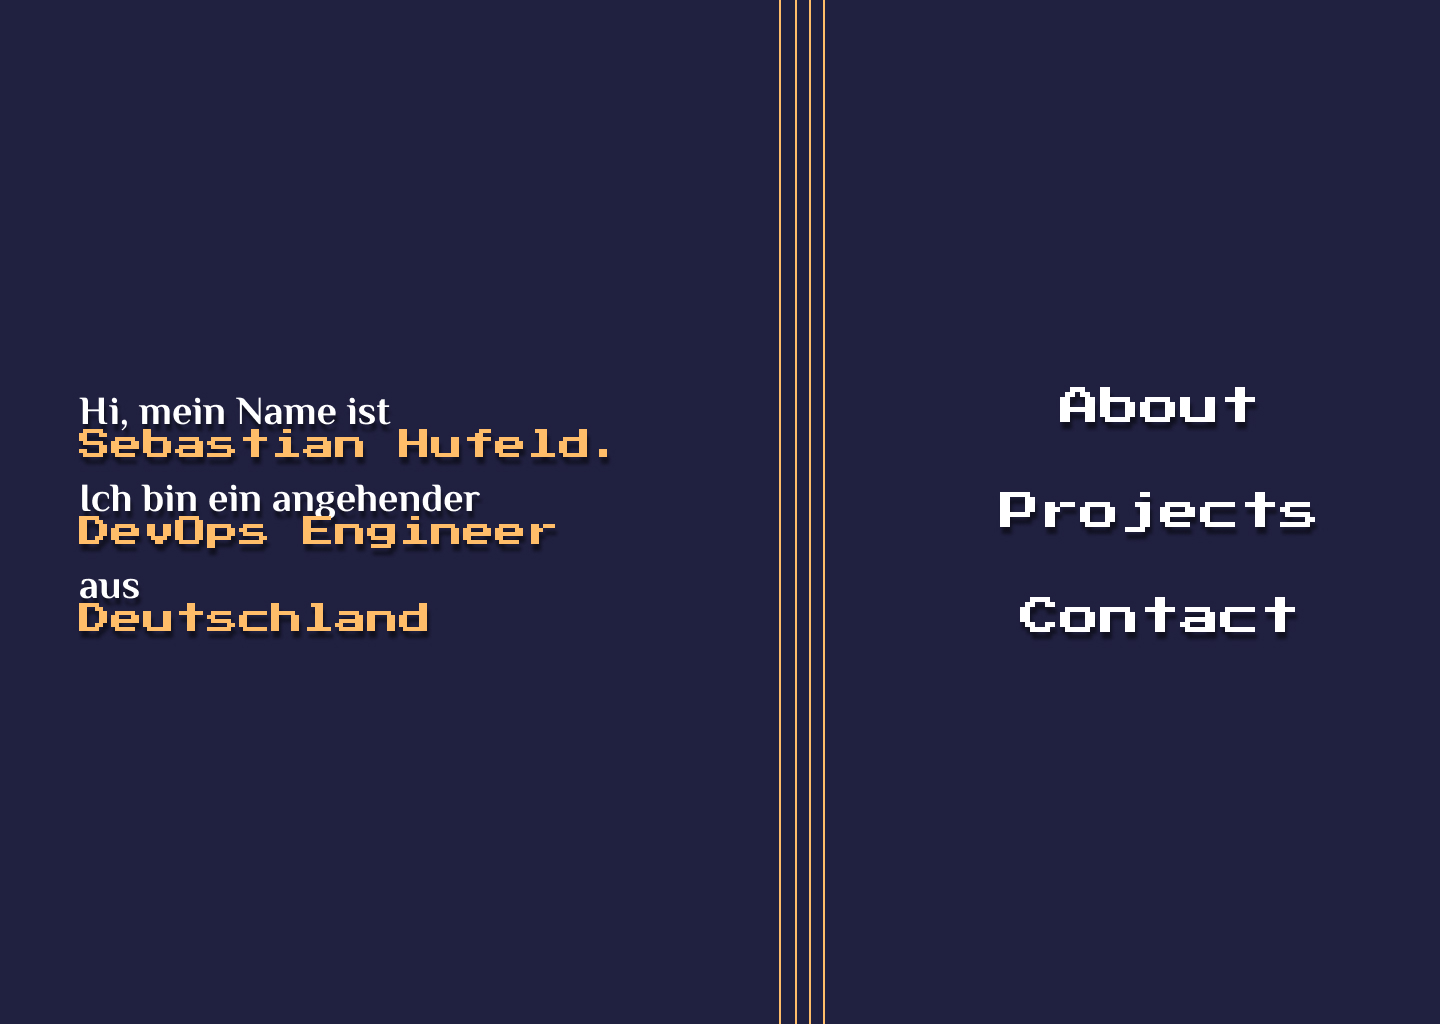 Hi, mein Name ist
Sebastian Hufeld.
Ich bin ein angehender
DevOps Engineer
aus
Deutschland
About
Projects
Contact